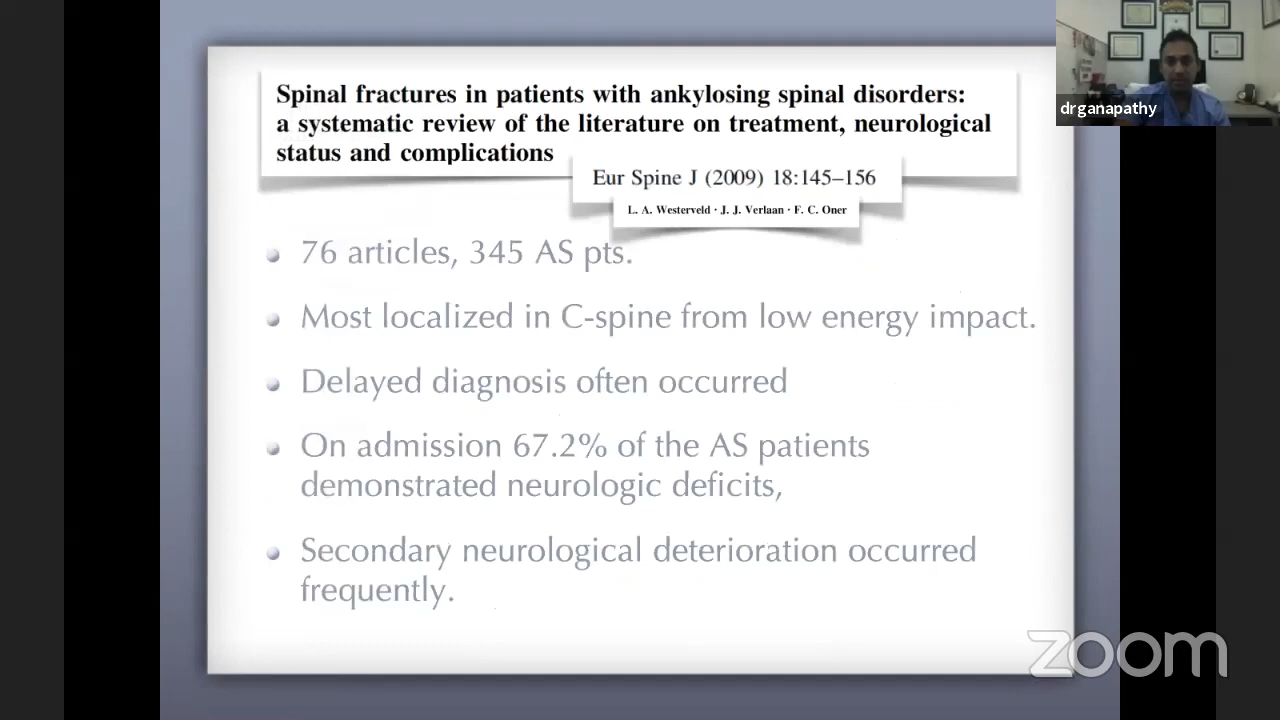 Spinal fractures in patients with ankylosing spinal disorders:
a systematic review of the literature on treatment, neurological
status and complications
Eur Spine J (2009) 18:145–156
L. A. Westerveld · J. J. Verlaan · F. C. Oner
76 articles, 345 AS pts.
Most localized in C-spine from low energy impact.
Delayed diagnosis often occurred
On admission 67.2% of the AS patients
demonstrated neurologic deficits,
Secondary neurological deterioration occurred
frequently.
drganapathy
zoom